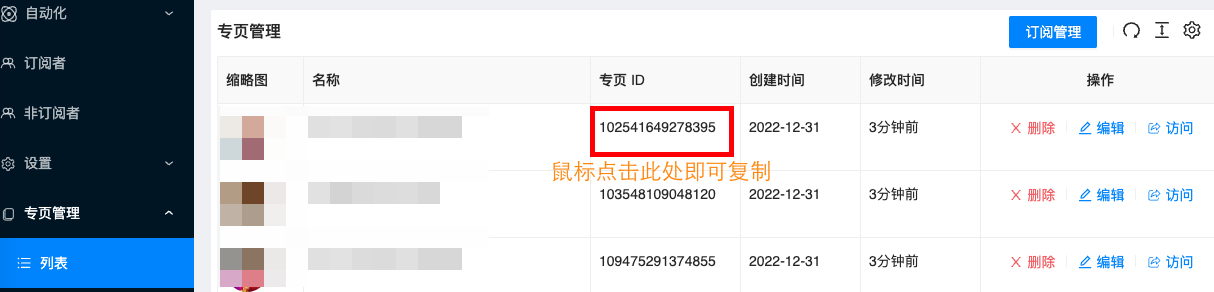 自动化
订阅者
非订阅者
设置
专页管理
列表
专页管理
订阅管理
缩略图 名称 专页 ID 创建时间 修改时间 操作
102541649278395 2022-12-31 3分钟前 删除 编辑 访问
鼠标点击此处即可复制
103548109048120 2022-12-31 3分钟前 删除 编辑 访问
109475291374855 2022-12-31 3分钟前 删除 编辑 访问